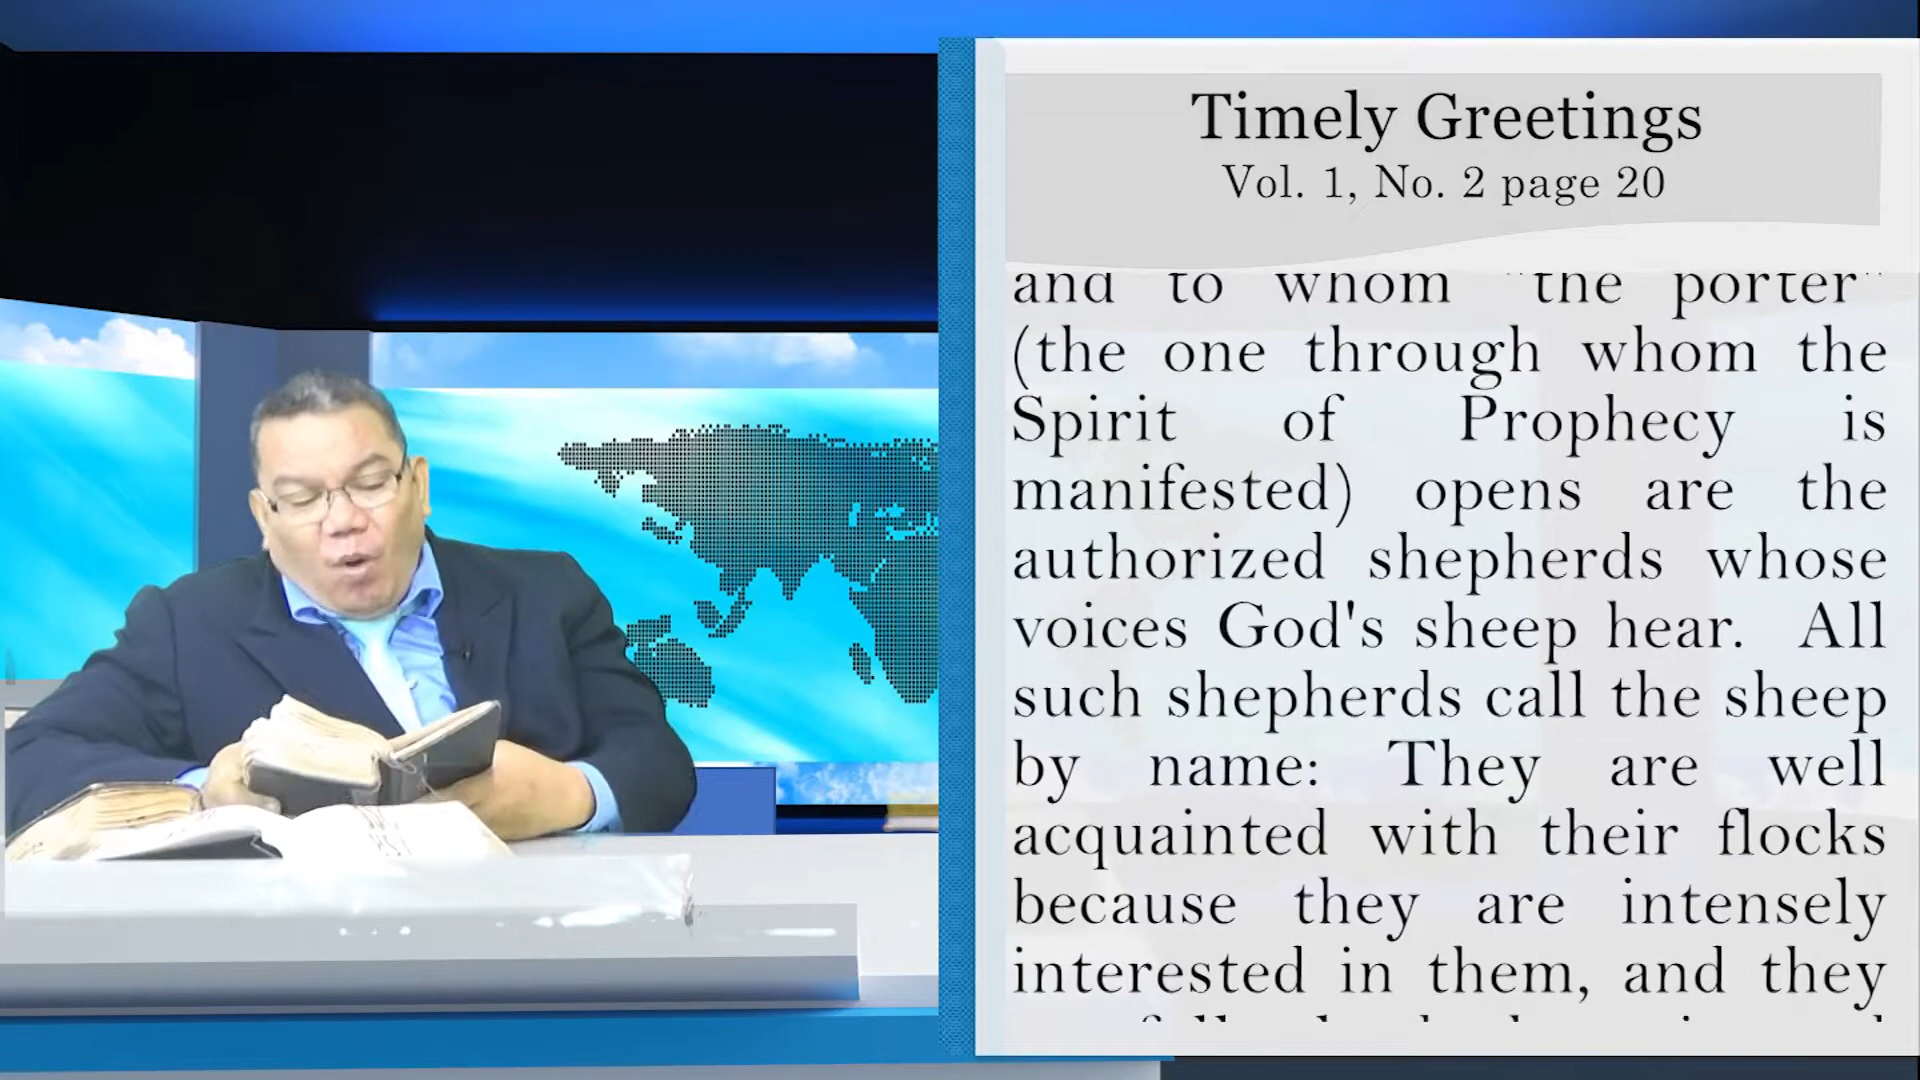 Timely Greetings
Vol. 1, No. 2 page 20
and to whom "the porter"
(the one through whom the
Spirit of Prophecy is
manifested) opens are the
authorized shepherds whose
voices God's sheep hear. All
such shepherds call the sheep
by name: They are well
acquainted with their flocks
because they are intensely
interested in them, and they